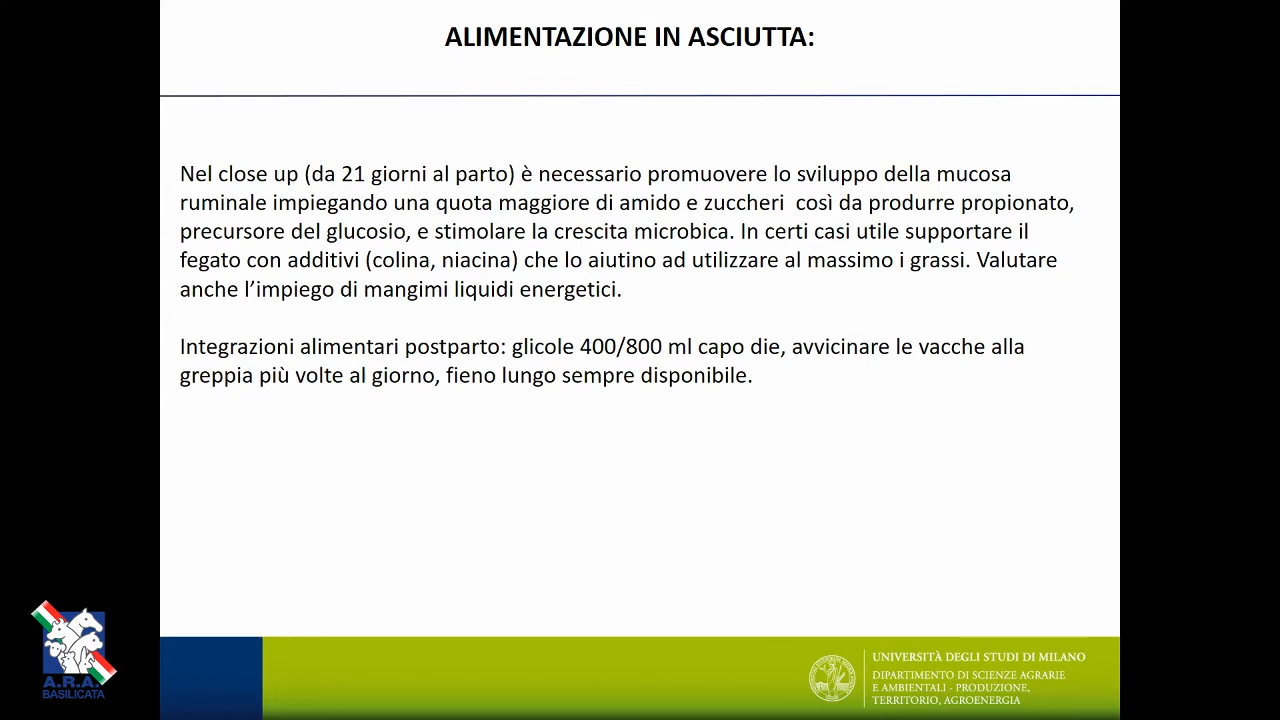 ALIMENTAZIONE IN ASCIUTTA:
Nel close up (da 21 giorni al parto) è necessario promuovere lo sviluppo della mucosa
ruminale impiegando una quota maggiore di amido e zuccheri  così da produrre propionato,
precursore del glucosio, e stimolare la crescita microbica. In certi casi utile supportare il
fegato con additivi (colina, niacina) che lo aiutino ad utilizzare al massimo i grassi. Valutare
anche l’impiego di mangimi liquidi energetici.
Integrazioni alimentari postparto: glicole 400/800 ml capo die, avvicinare le vacche alla
greppia più volte al giorno, fieno lungo sempre disponibile.
A.R.A.
BASILICATA
UNIVERSITÀ DEGLI STUDI DI MILANO
DIPARTIMENTO DI SCIENZE AGRARIE
E AMBIENTALI - PRODUZIONE,
TERRITORIO, AGROENERGIA